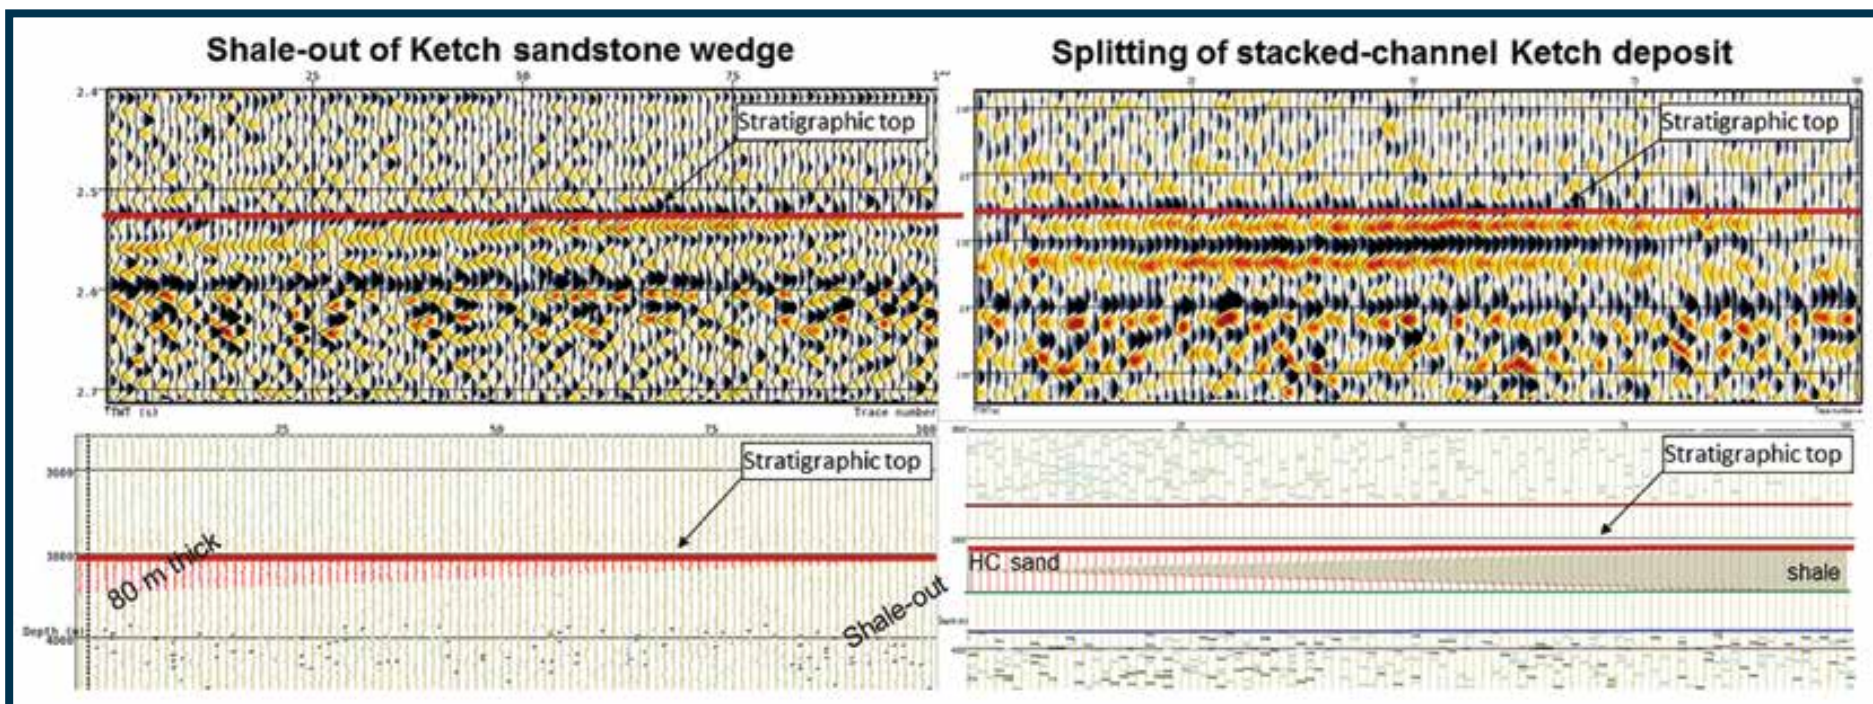 Shale-out of Ketch sandstone wedge
Splitting of stacked-channel Ketch deposit
25 50 75
2.4
Stratigraphic top
Stratigraphic top
2.5
2.6
2.7
TWT (s)
Trace number
25 50 75 100
Stratigraphic top
Stratigraphic top
80 m thick
HC sand
shale
Shale-out
Depth
4000